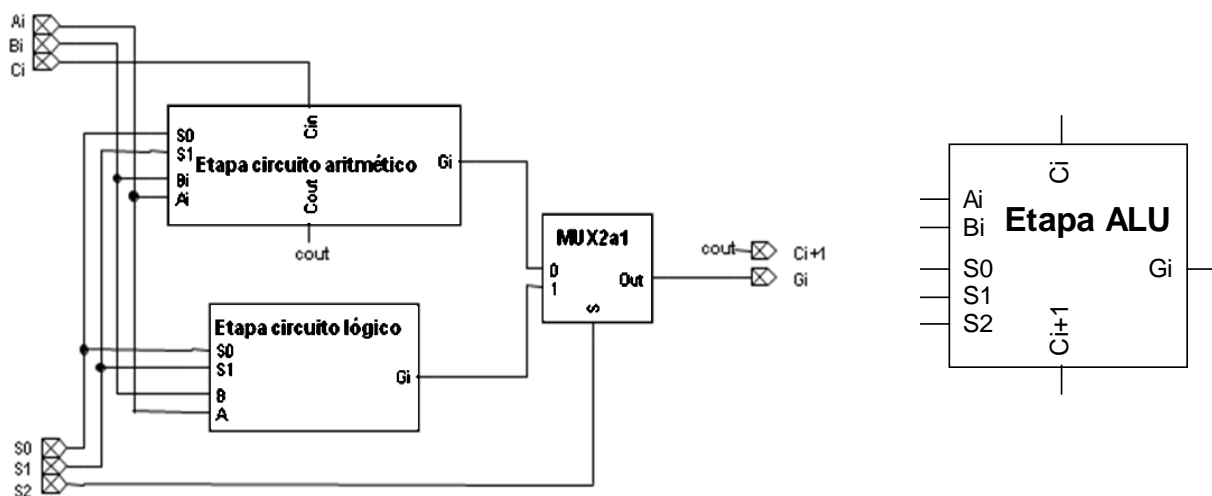 Ai
Bi
Ci
S0
S1
Bi
Ai
Cin
Etapa circuito aritmético
Cout
Gi
cout
Etapa circuito lógico
S0
S1
B
A
Gi
MUX2a1
0
1
Out
S
cout
Ci+1
Gi
S0
S1
S2
Ci
Ai
Bi
Etapa ALU
S0
S1
S2
Gi
Ci+1